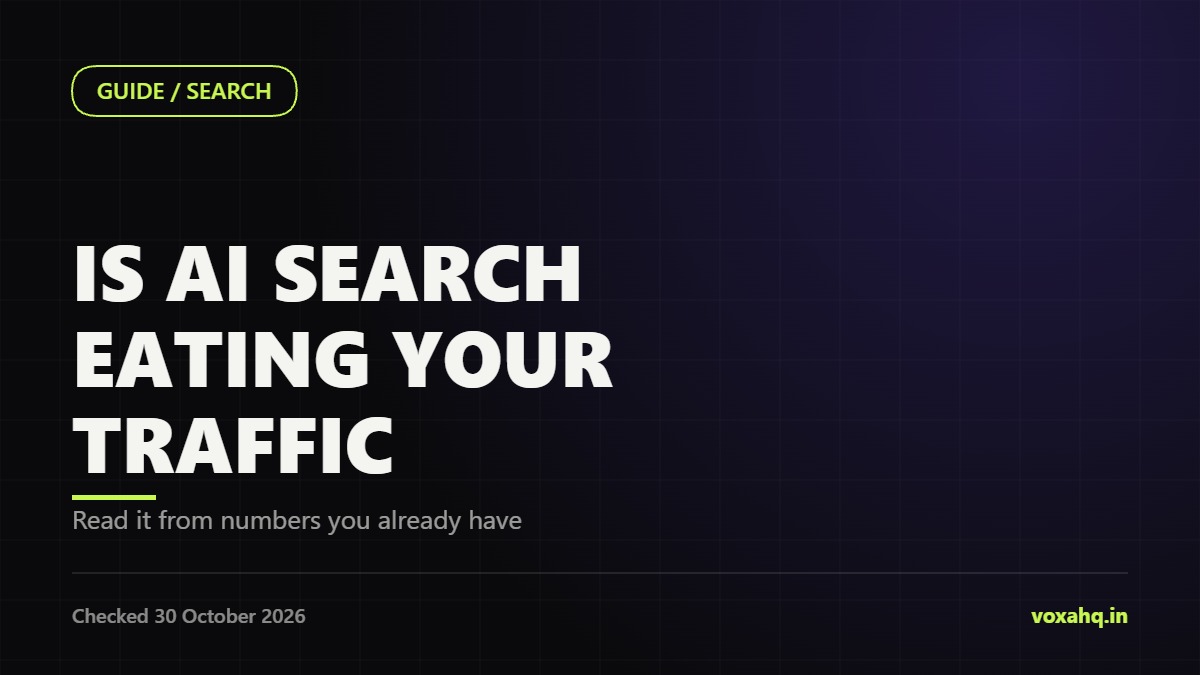 GUIDE / SEARCH
IS AI SEARCH
EATING YOUR
TRAFFIC
Read it from numbers you already have
Checked 30 October 2026
voxahq.in